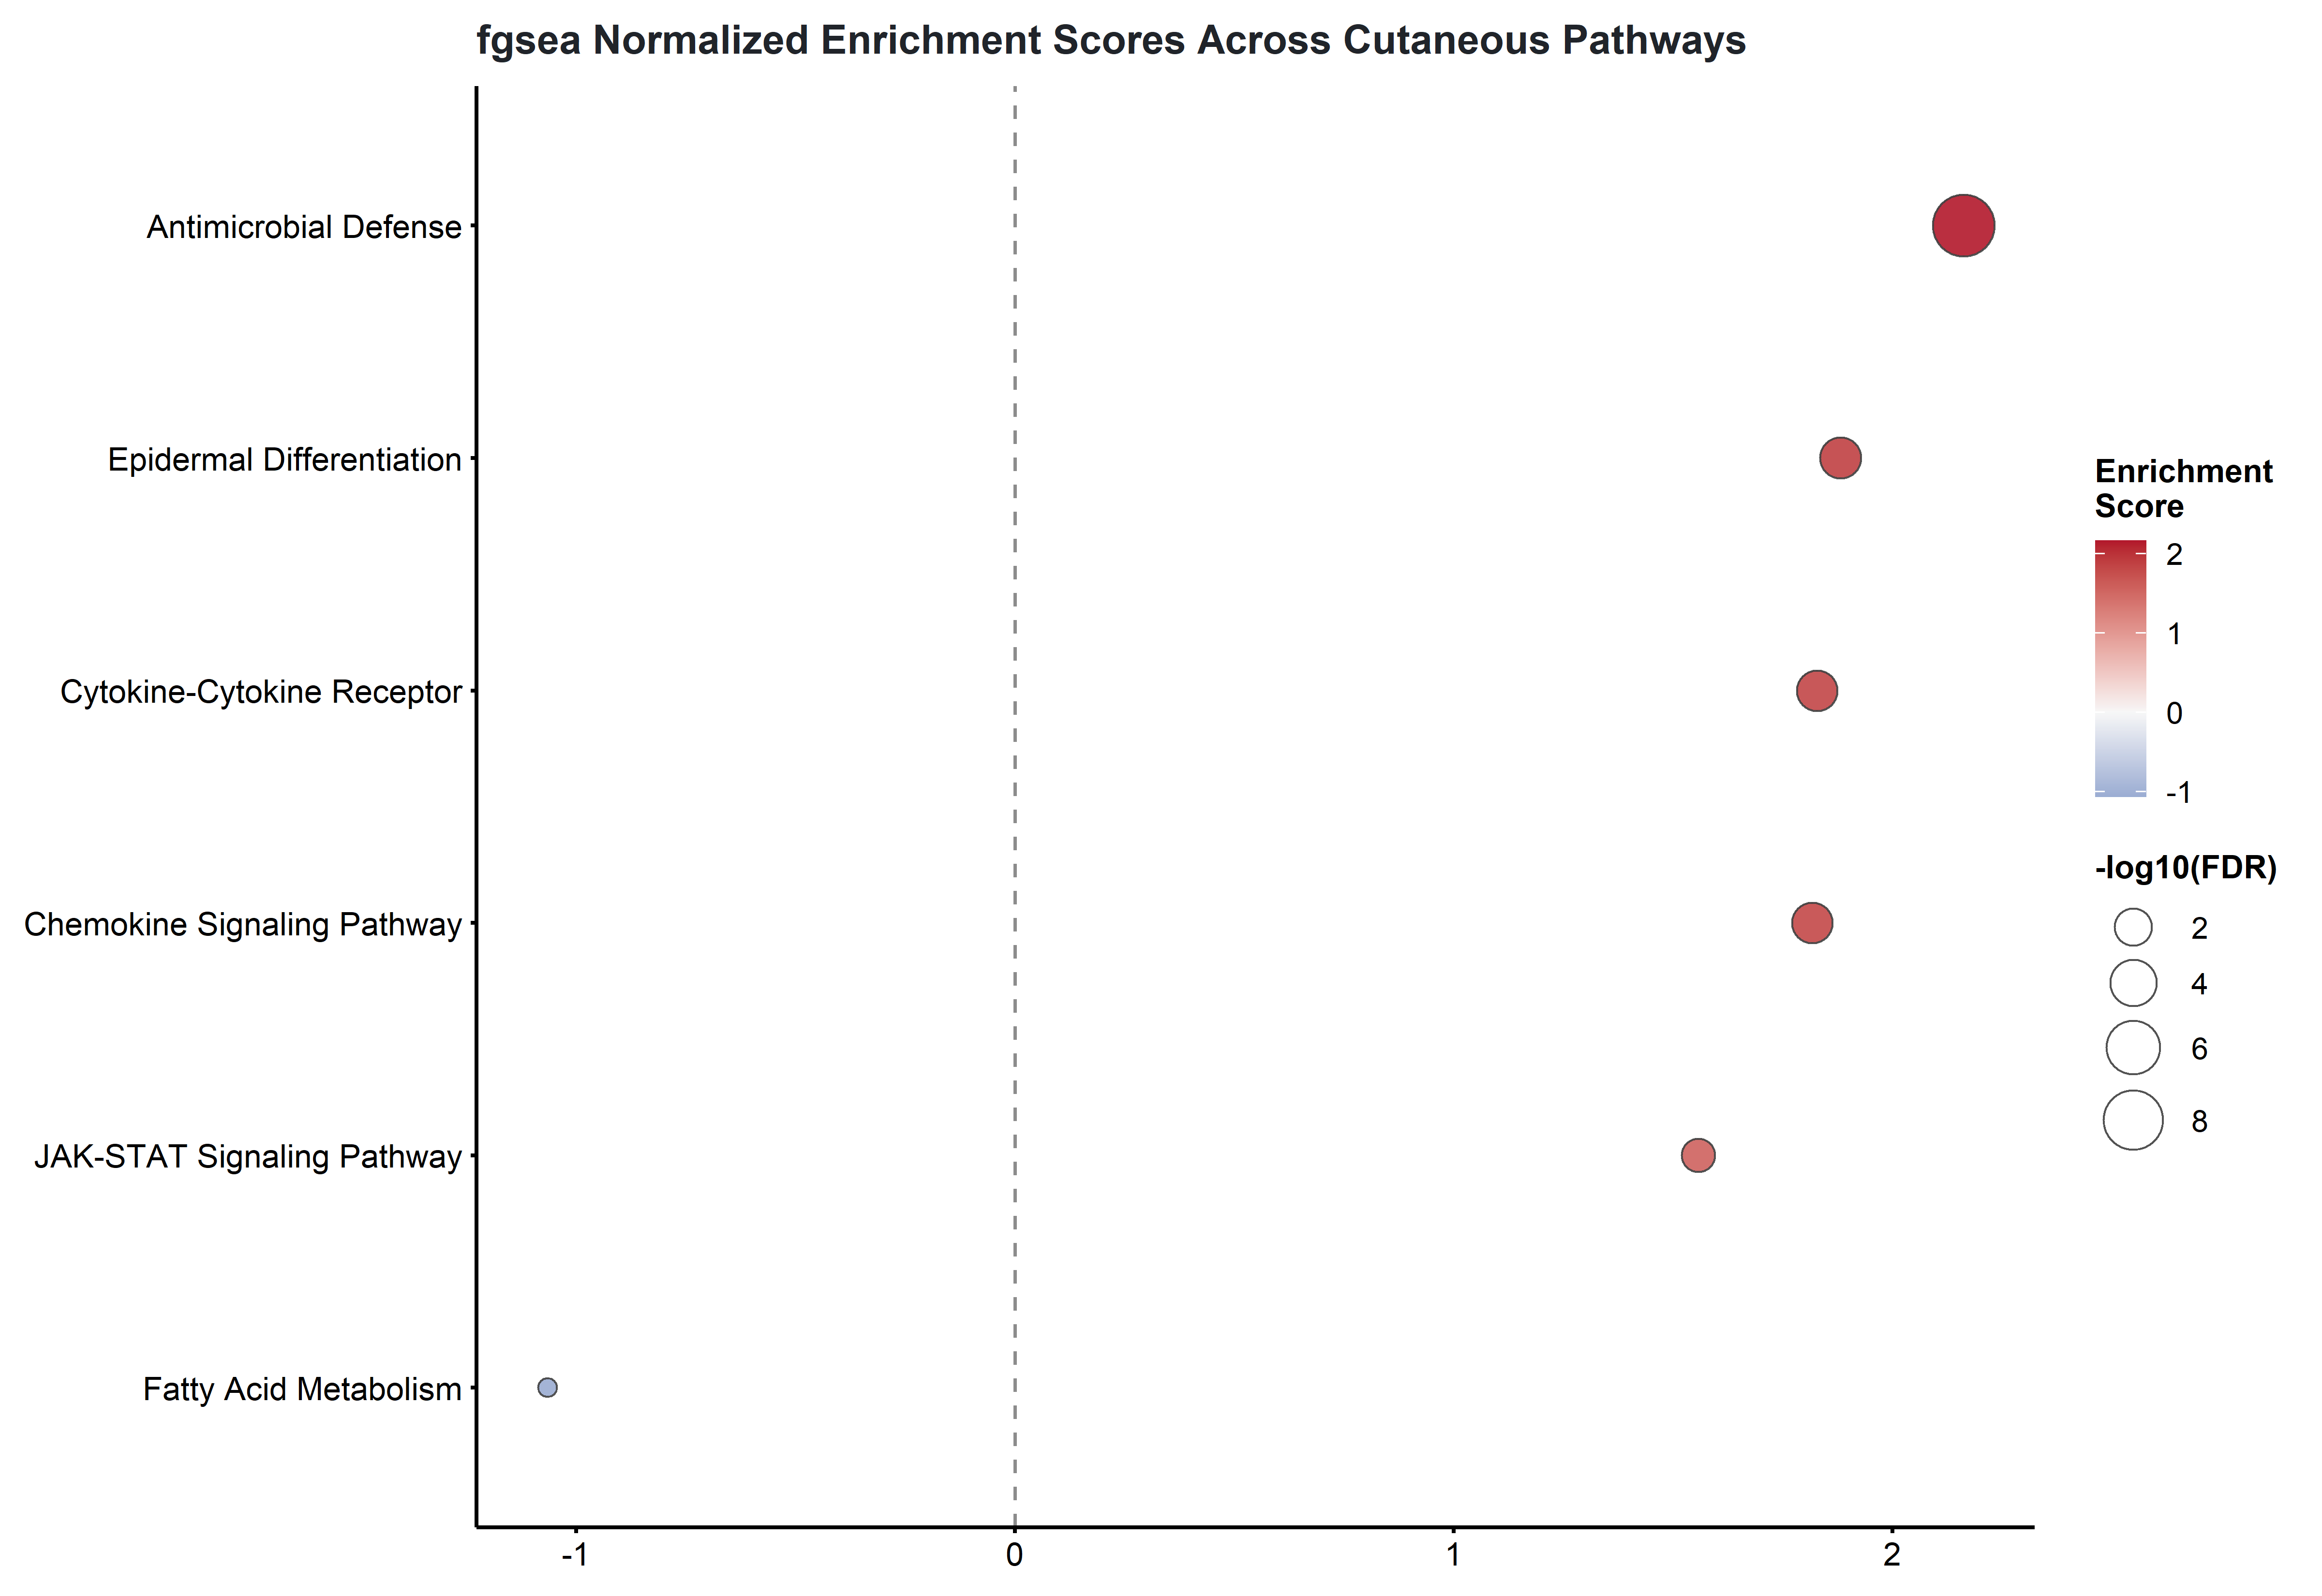 fgsea Normalized Enrichment Scores Across Cutaneous Pathways
Antimicrobial Defense
Epidermal Differentiation
Cytokine-Cytokine Receptor
Chemokine Signaling Pathway
JAK-STAT Signaling Pathway
Fatty Acid Metabolism
-1
0
1
2
Enrichment
Score
2
1
0
-1
-log10(FDR)
2
4
6
8